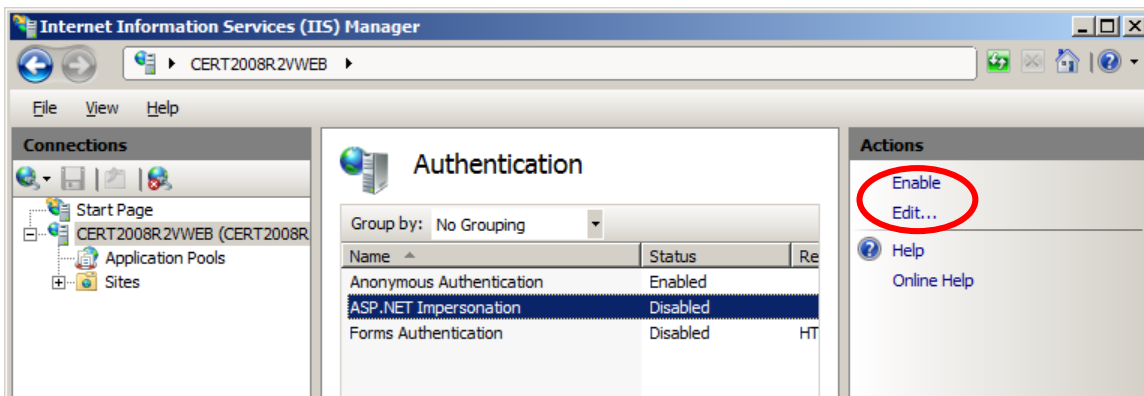 Internet Information Services (IIS) Manager
CERT2008R2VWEB
File View Help
Connections
Start Page
CERT2008R2VWEB (CERT2008R
Application Pools
Sites
Authentication
Group by: No Grouping
Name Status Re
Anonymous Authentication Enabled
ASP.NET Impersonation Disabled
Forms Authentication Disabled HT
Actions
Enable
Edit...
Help
Online Help